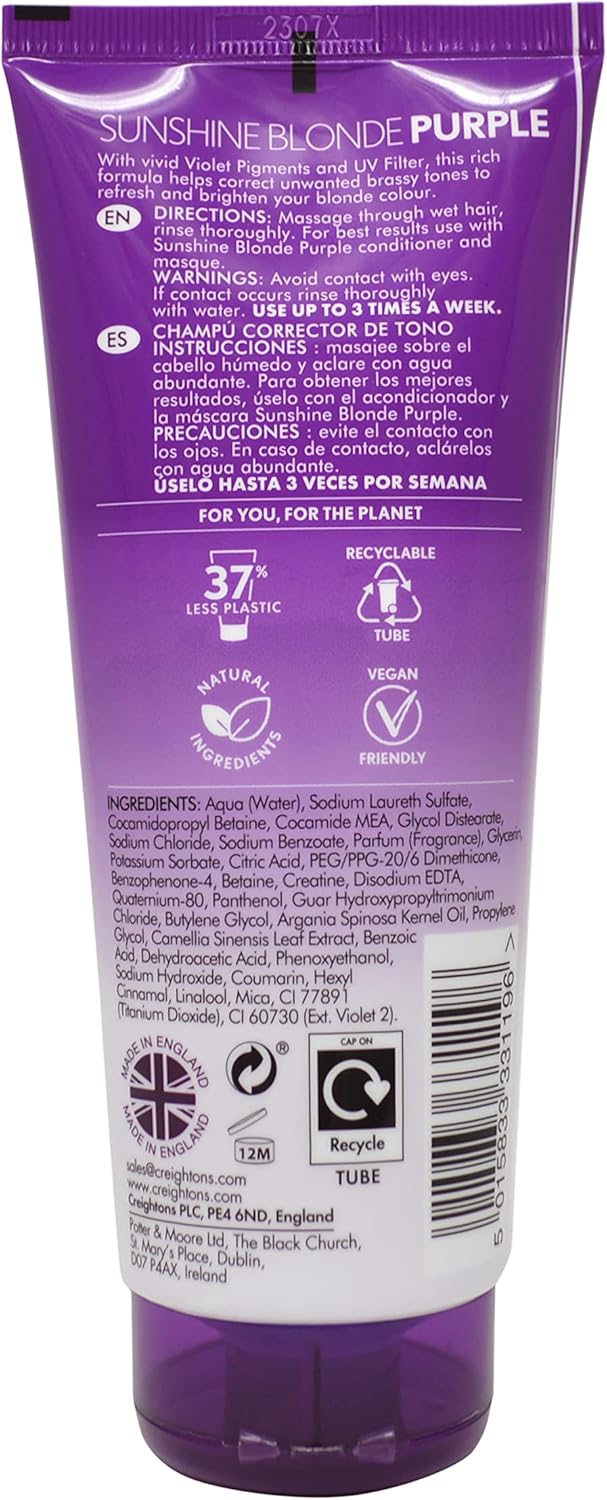 2307X
SUNSHINE BLONDE PURPLE
With vivid Violet Pigments and UV Filter, this rich
formula helps correct unwanted brassy tones to
refresh and brighten your blonde colour.
EN DIRECTIONS: Massage through wet hair,
rinse thoroughly. For best results use with
Sunshine Blonde Purple conditioner and
masque.
WARNINGS: Avoid contact with eyes.
If contact occurs rinse thoroughly
with water. USE UP TO 3 TIMES A WEEK.
ES CHAMPÚ CORRECTOR DE TONO
INSTRUCCIONES : masajee sobre el
cabello húmedo y aclare con agua
abundante. Para obtener los mejores
resultados, úselo con el acondicionador y
la máscara Sunshine Blonde Purple.
PRECAUCIONES : evite el contacto con
los ojos. En caso de contacto, aclárelos
con agua abundante.
ÚSELO HASTA 3 VECES POR SEMANA
FOR YOU, FOR THE PLANET
37%
LESS PLASTIC
RECYCLABLE
TUBE
NATURAL
INGREDIENTS
VEGAN
FRIENDLY
INGREDIENTS: Aqua (Water), Sodium Laureth Sulfate,
Cocamidopropyl Betaine, Cocamide MEA, Glycol Distearate,
Sodium Chloride, Sodium Benzoate, Parfum (Fragrance), Glycerin,
Potassium Sorbate, Citric Acid, PEG/PPG-20/6 Dimethicone,
Benzophenone-4, Betaine, Creatine, Disodium EDTA,
Quaternium-80, Panthenol, Guar Hydroxypropyltrimonium
Chloride, Butylene Glycol, Argania Spinosa Kernel Oil, Propylene
Glycol, Camellia Sinensis Leaf Extract, Benzoic
Acid, Dehydroacetic Acid, Phenoxyethanol,
Sodium Hydroxide, Coumarin, Hexyl
Cinnamal, Linalool, Mica, CI 77891
(Titanium Dioxide), CI 60730 (Ext. Violet 2).
MADE IN ENGLAND
MADE IN ENGLAND
®
12M
CAP ON
Recycle
TUBE
sales@creightons.com
www.creightons.com
Creightons PLC, PE4 6ND, England
Potter & Moore Ltd, The Black Church,
St. Mary's Place, Dublin,
D07 P4AX, Ireland
5 015833 331196 >